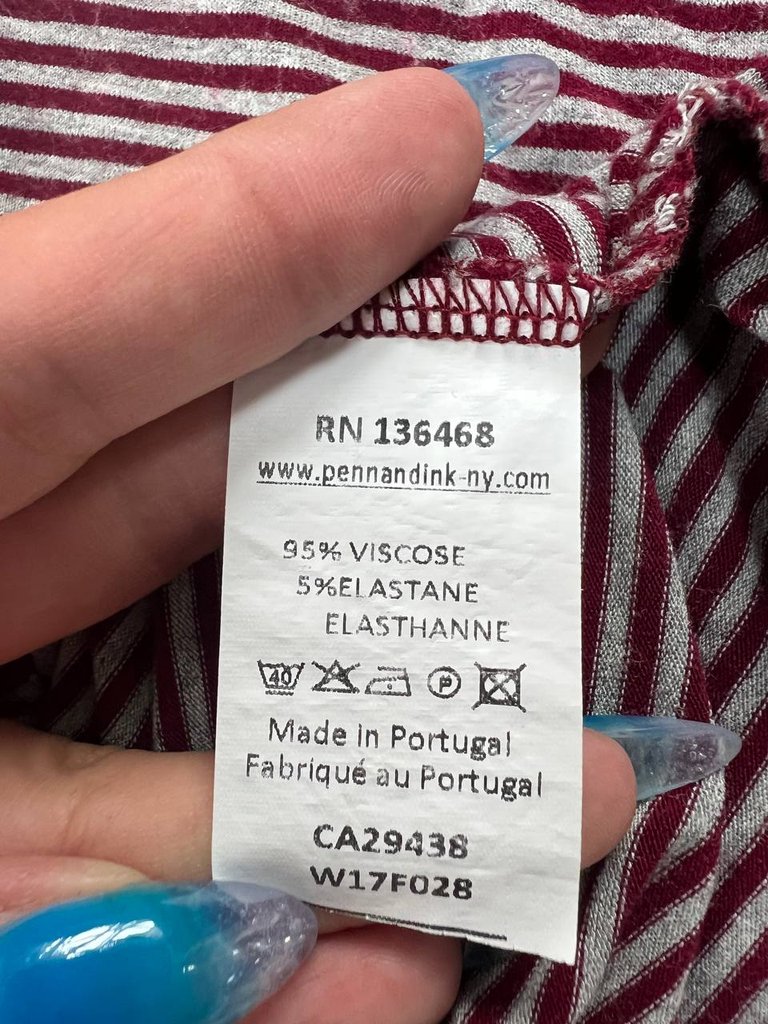 RN 136468
www.pennandink-ny.com
95% VISCOSE
5%ELASTANE
ELASTHANNE
40 P
Made in Portugal
Fabriqué au Portugal
CA29438
W17F028